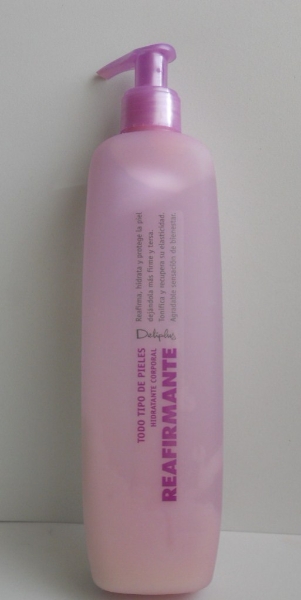 Reafirma, hidrata y protege la piel
dejándola más firme y tersa.
Tonifica y recupera su elasticidad.
Agradable sensación de bienestar.
Deliplús
TODO TIPO DE PIELES
HIDRATANTE CORPORAL
REAFIRMANTE